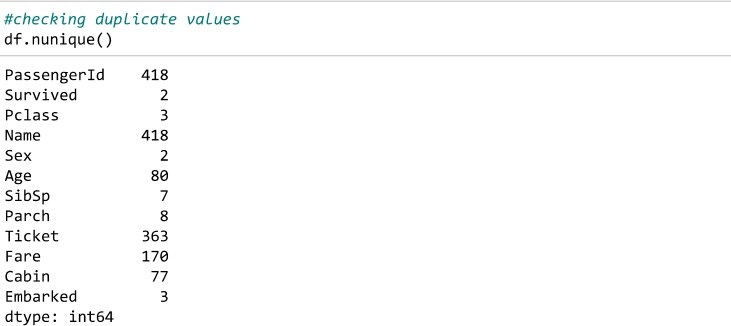 #checking duplicate values
df.nunique()
PassengerId    418
Survived         2
Pclass           3
Name           418
Sex              2
Age             80
SibSp            7
Parch            8
Ticket         363
Fare           170
Cabin           77
Embarked         3
dtype: int64